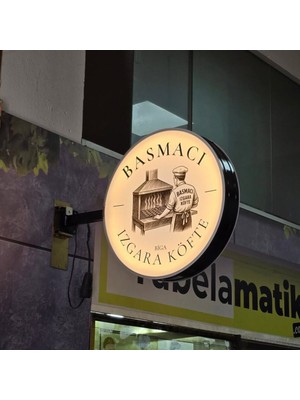 BASMACI
BASMACI
IZGARA
KÖFTE
BİGA
IZGARA KÖFTE
Tabelamatik